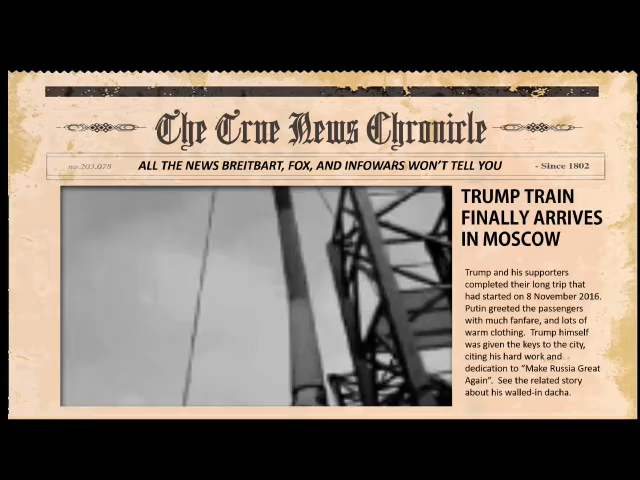 The True News Chronicle
no.203,078
ALL THE NEWS BREITBART, FOX, AND INFOWARS WON'T TELL YOU
- Since 1802
TRUMP TRAIN
FINALLY ARRIVES
IN MOSCOW
Trump and his supporters
completed their long trip that
had started on 8 November 2016.
Putin greeted the passengers
with much fanfare, and lots of
warm clothing. Trump himself
was given the keys to the city,
citing his hard work and
dedication to "Make Russia Great
Again". See the related story
about his walled-in dacha.